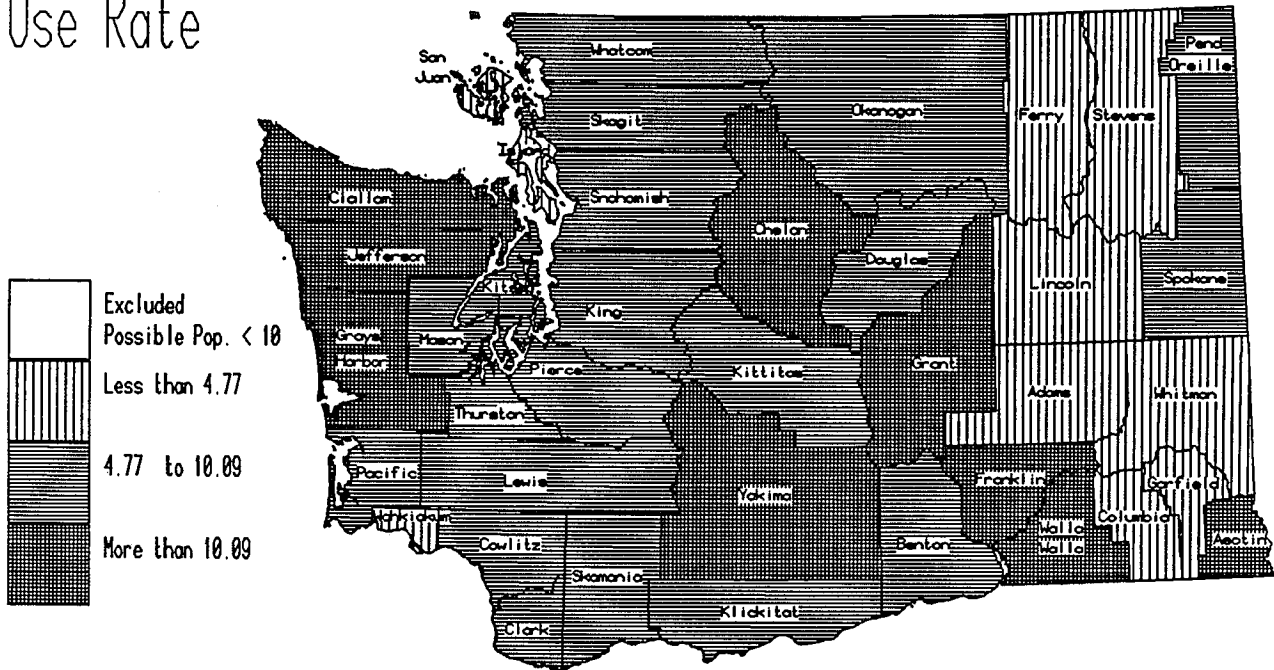 Use Rate
Excluded
Possible Pop. < 10
Less than 4.77
4.77 to 10.09
More than 10.09
San
Juan
Whatcom
Skagit
Island
Snohomish
Okanogan
Ferry
Stevens
Pend
Oreille
Clallam
Jefferson
Chelan
Douglas
Lincoln
Spokane
Kitsap
King
Grays
Harbor
Mason
Pierce
Kittitas
Grant
Adams
Whitman
Thurston
Pacific
Lewis
Yakima
Franklin
Garfield
Wahkiakum
Columbia
Walla
Walla
Asotin
Cowlitz
Benton
Skamania
Klickitat
Clark